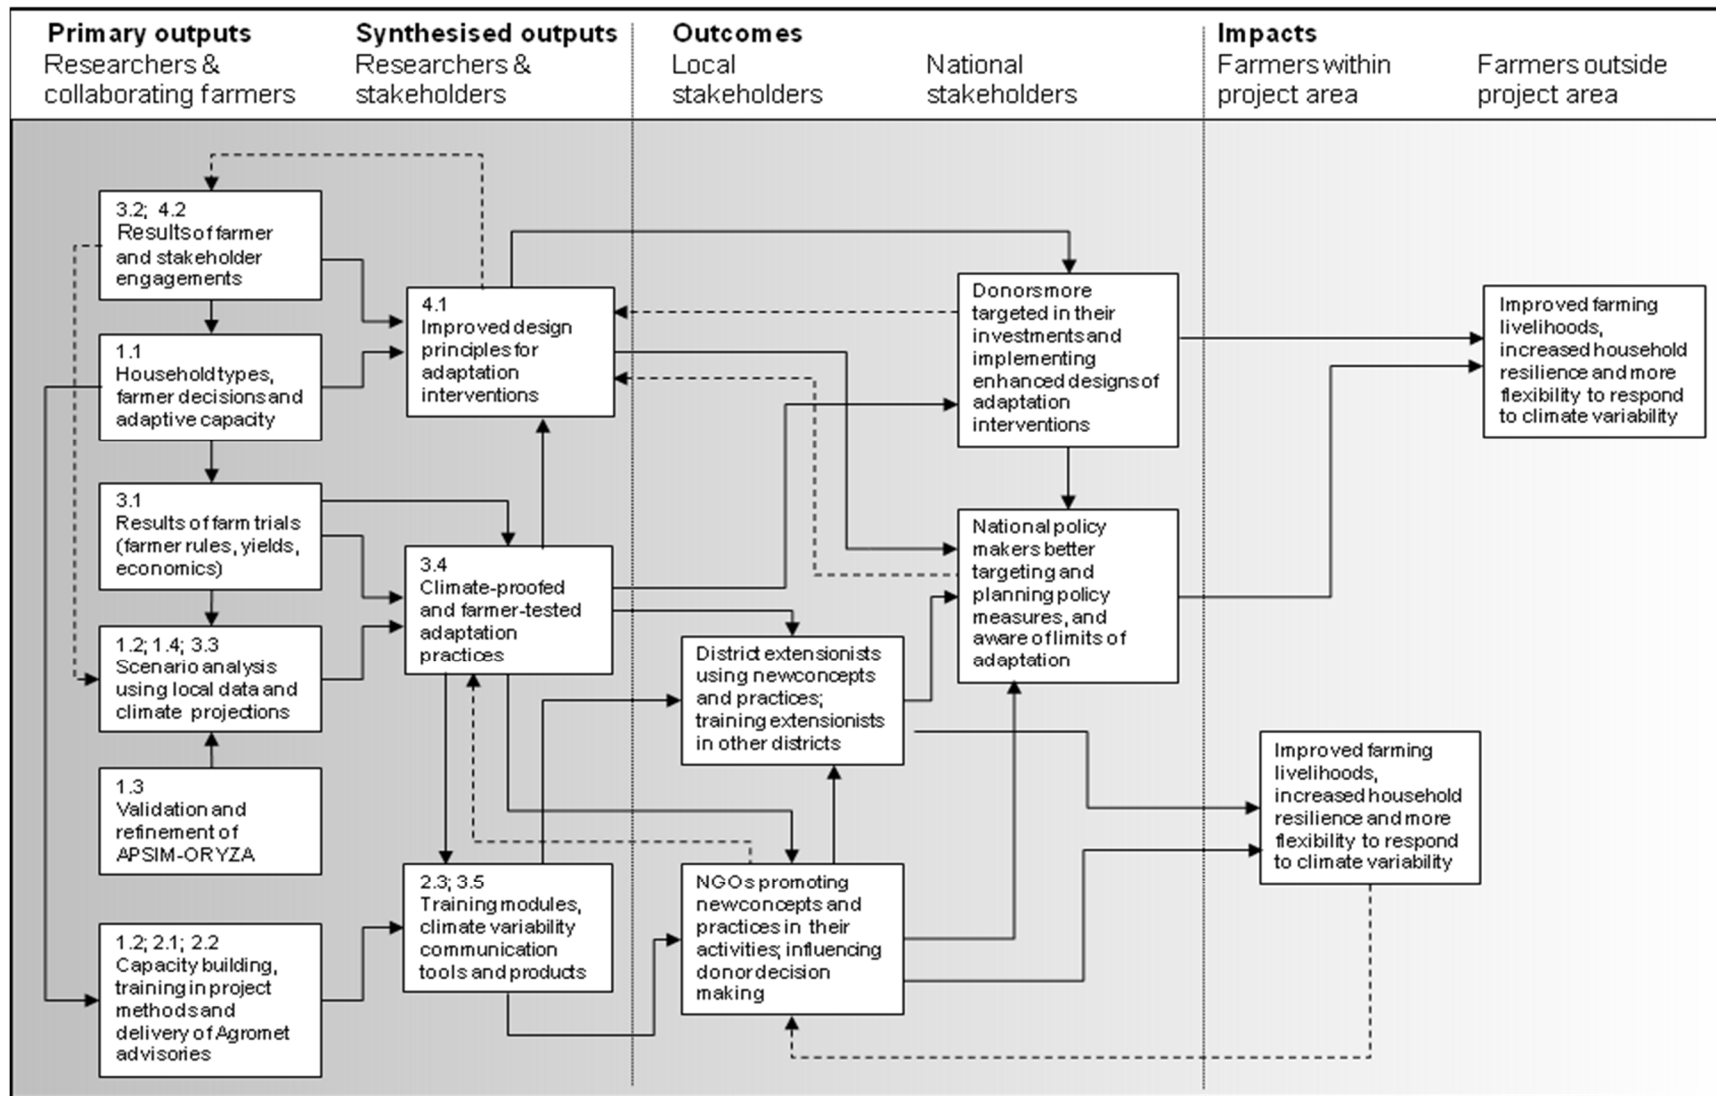 Primary outputs
Researchers &
collaborating farmers
Synthesised outputs
Researchers &
stakeholders
Outcomes
Local
stakeholders
National
stakeholders
Impacts
Farmers within
project area
Farmers outside
project area
3.2; 4.2
Results of farmer
and stakeholder
engagements
1.1
Household types,
farmer decisions and
adaptive capacity
3.1
Results of farm trials
(farmer rules, yields,
economics)
1.2; 1.4; 3.3
Scenario analysis
using local data and
climate projections
1.3
Validation and
refinement of
APSIM-ORYZA
1.2; 2.1; 2.2
Capacity building,
training in project
methods and
delivery of Agromet
advisories
4.1
Improved design
principles for
adaptation
interventions
3.4
Climate-proofed
and farmer-tested
adaptation
practices
2.3; 3.5
Training modules,
climate variability
communication
tools and products
District extensionists
using new concepts
and practices;
training extensionists
in other districts
NGOs promoting
new concepts and
practices in their
activities; influencing
donor decision
making
Donors more
targeted in their
investments and
implementing
enhanced designs of
adaptation
interventions
National policy
makers better
targeting and
planning policy
measures, and
aware of limits of
adaptation
Improved farming
livelihoods,
increased household
resilience and more
flexibility to respond
to climate variability
Improved farming
livelihoods,
increased household
resilience and more
flexibility to respond
to climate variability